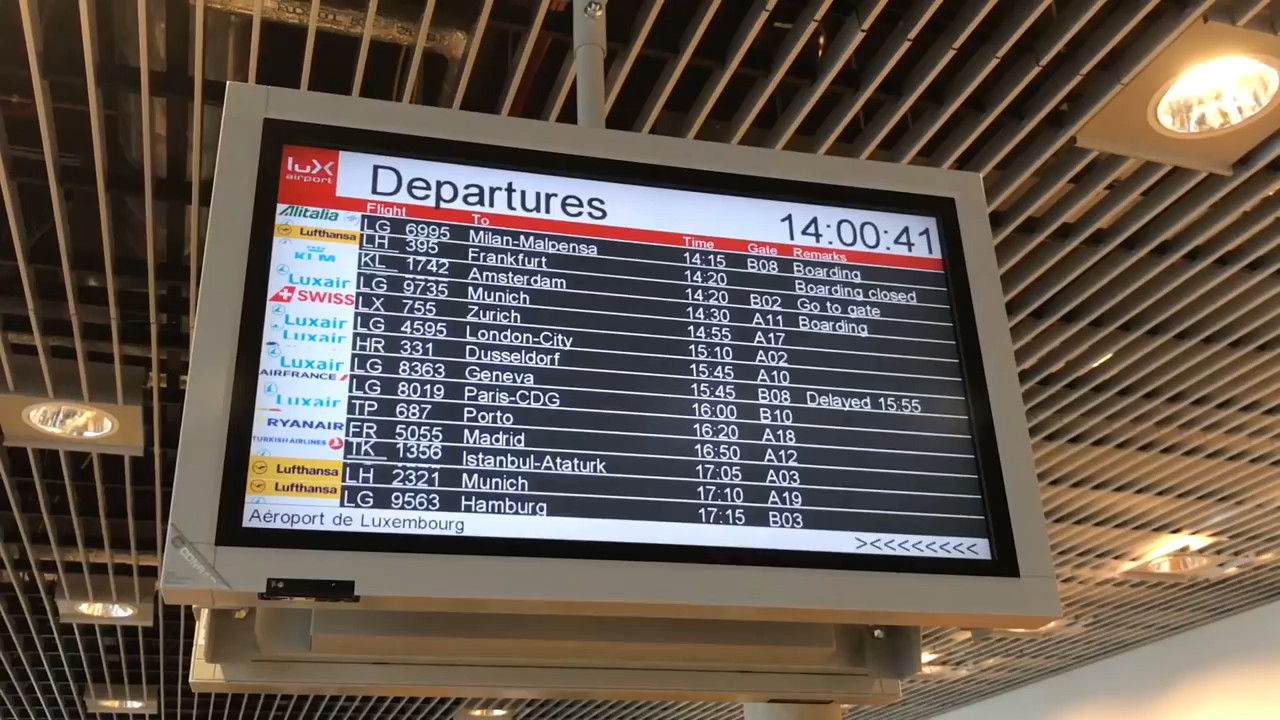 lux airport
Departures 14:00:41
Flight To Time Gate Remarks
Alitalia LG 6995 Milan-Malpensa 14:15 B08 Boarding
Lufthansa LH 395 Frankfurt 14:20 Boarding closed
KLM KL 1742 Amsterdam 14:20 B02 Go to gate
Luxair LG 9735 Munich 14:30 A11 Boarding
SWISS LX 755 Zurich 14:55 A17
Luxair LG 4595 London-City 15:10 A02
Luxair HR 331 Dusseldorf 15:45 A10
Luxair LG 8363 Geneva 15:45 B08 Delayed 15:55
AIRFRANCE LG 8019 Paris-CDG 16:00 B10
Luxair TP 687 Porto 16:20 A18
RYANAIR FR 5055 Madrid 16:50 A12
TURKISH AIRLINES TK 1356 Istanbul-Ataturk 17:05 A03
Lufthansa LH 2321 Munich 17:10 A19
Lufthansa LG 9563 Hamburg 17:15 B03
Aéroport de Luxembourg ><<<<<<<<<
CONRAC